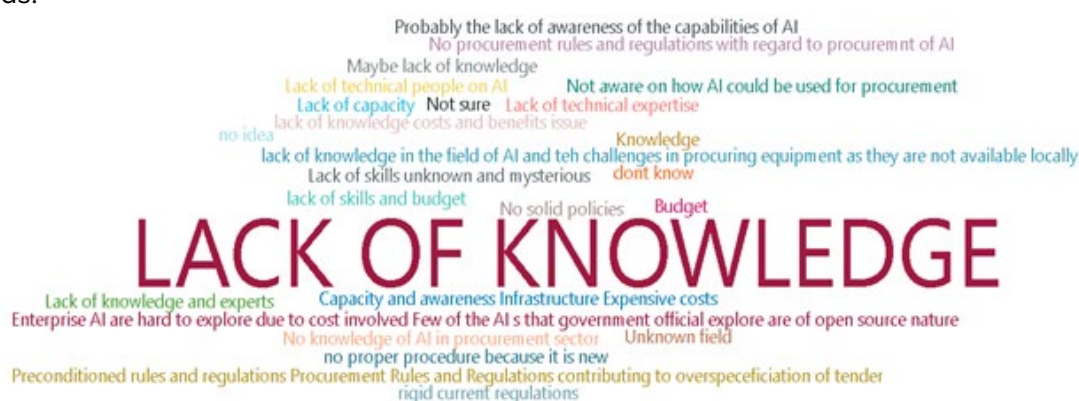 ds.
Probably the lack of awareness of the capabilities of AI
No procurement rules and regulations with regard to procuremnt of AI
Maybe lack of knowledge
Lack of technical people on AI Not aware on how AI could be used for procurement
Lack of capacity Not sure Lack of technical expertise
lack of knowledge costs and benefits issue
no idea Knowledge
lack of knowledge in the field of AI and teh challenges in procuring equipment as they are not available locally
Lack of skills unknown and mysterious dont know
lack of skills and budget
No solid policies Budget
LACK OF KNOWLEDGE
Lack of knowledge and experts Capacity and awareness Infrastructure Expensive costs
Enterprise AI are hard to explore due to cost involved Few of the AI s that government official explore are of open source nature
No knowledge of AI in procurement sector Unknown field
no proper procedure because it is new
Preconditioned rules and regulations Procurement Rules and Regulations contributing to overspeceficiation of tender
rigid current regulations